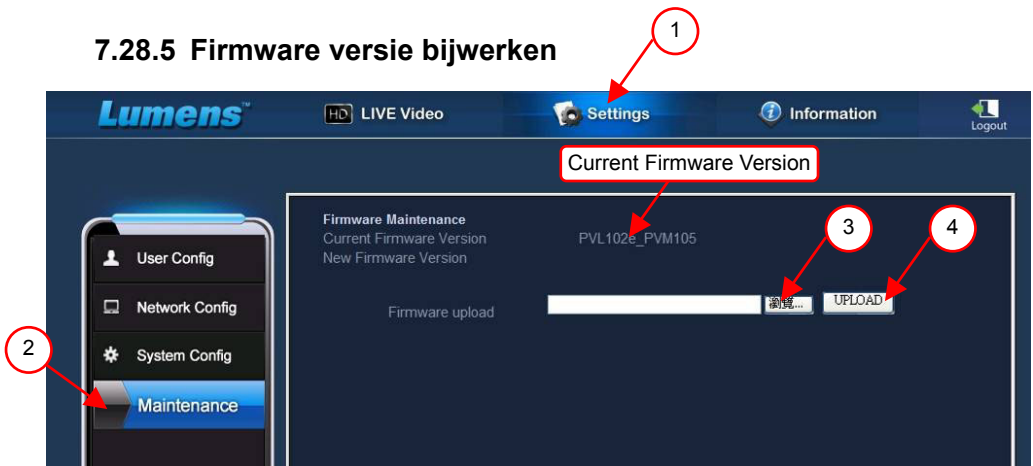 7.28.5 Firmware versie bijwerken
1
Lumens™
HD LIVE Video
Settings
Information
Logout
Current Firmware Version
Firmware Maintenance
Current Firmware Version PVL102e_PVM105
New Firmware Version
3
4
User Config
Network Config
Firmware upload
瀏覽...
UPLOAD
2
System Config
Maintenance